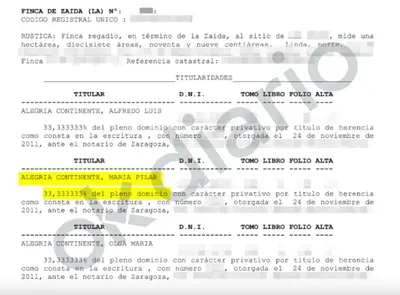 FINCA DE ZAIDA (LA) Nº:
CODIGO REGISTRAL UNICO :
RUSTICA: Finca regadío, en término de la Zaida, al sitio de , mide una
hectárea, diecisiete áreas, noventa y nueve centiáreas. Linda, norte,
Finca Referencia catastral:
TITULARIDADES
TITULAR D.N.I. TOMO LIBRO FOLIO ALTA
ALEGRIA CONTINENTE, ALFREDO LUIS
33,333333% del pleno dominio con carácter privativo por titulo de herencia
como consta en la escritura , con número , otorgada el 24 de noviembre de
2011, ante el notario de Zaragoza,
TITULAR D.N.I. TOMO LIBRO FOLIO ALTA
ALEGRIA CONTINENTE, MARIA PILAR
33,333333% del pleno dominio con carácter privativo por titulo de herencia
como consta en la escritura , con número , otorgada el 24 de noviembre de
2011, ante el notario de Zaragoza,
TITULAR D.N.I. TOMO LIBRO FOLIO ALTA
ALEGRIA CONTINENTE, OLGA MARIA
33,333333% del pleno dominio con carácter privativo por titulo de herencia
como consta en la escritura , con número , otorgada el 24 de noviembre de
2011, ante el notario de Zaragoza,
okdiario